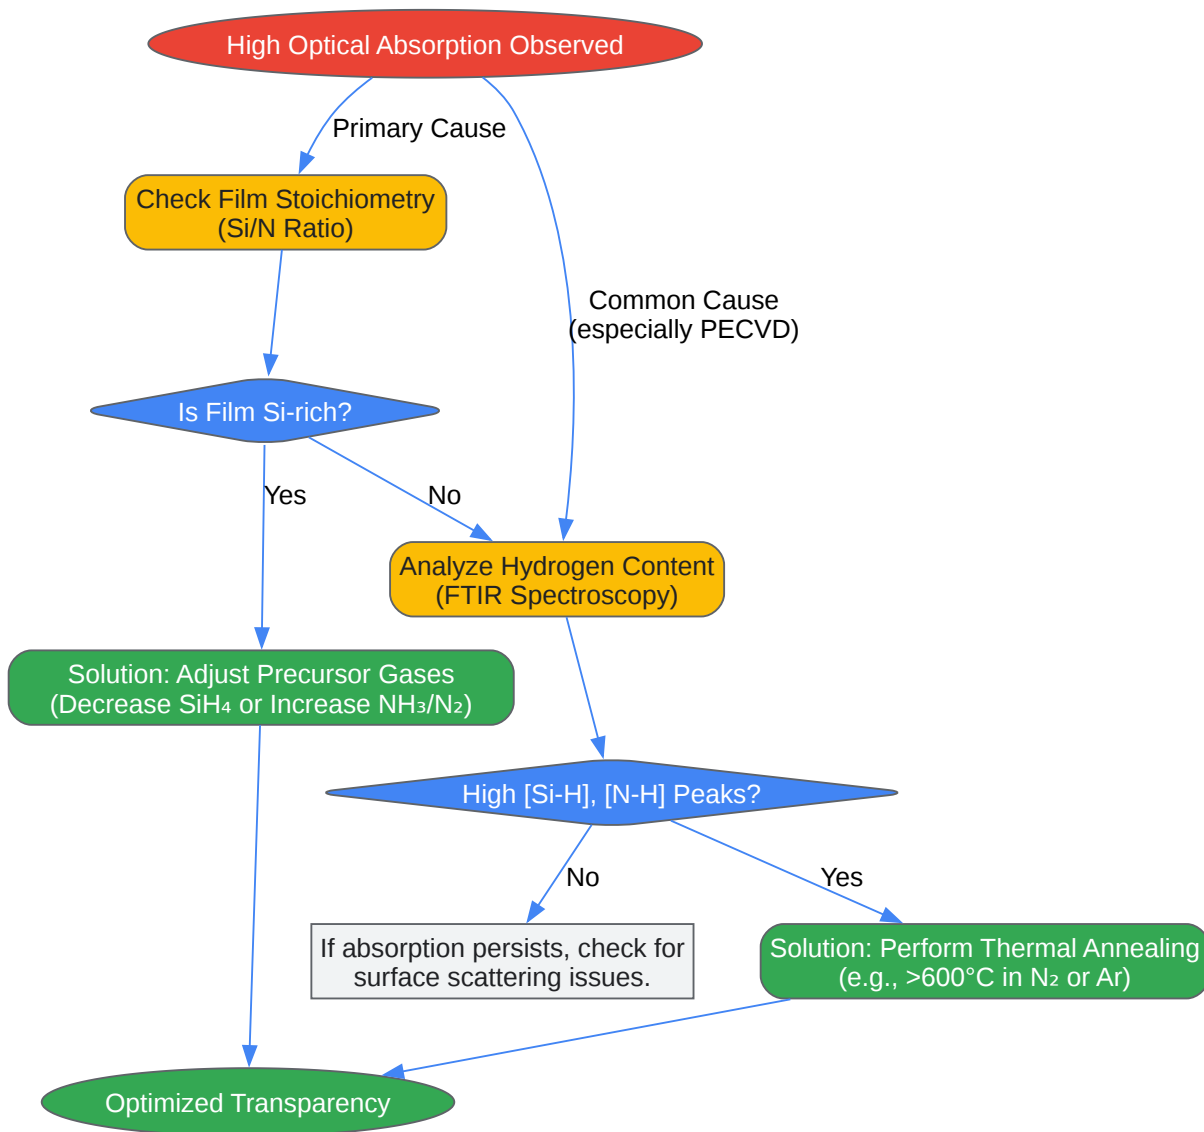 High Optical Absorption Observed
Primary Cause
Check Film Stoichiometry
(Si/N Ratio)
Common Cause
(especially PECVD)
Is Film Si-rich?
Yes
No
Analyze Hydrogen Content
(FTIR Spectroscopy)
Solution: Adjust Precursor Gases
(Decrease SiH₄ or Increase NH₃/N₂)
High [Si-H], [N-H] Peaks?
No
Yes
If absorption persists, check for
surface scattering issues.
Solution: Perform Thermal Annealing
(e.g., >600°C in N₂ or Ar)
Optimized Transparency